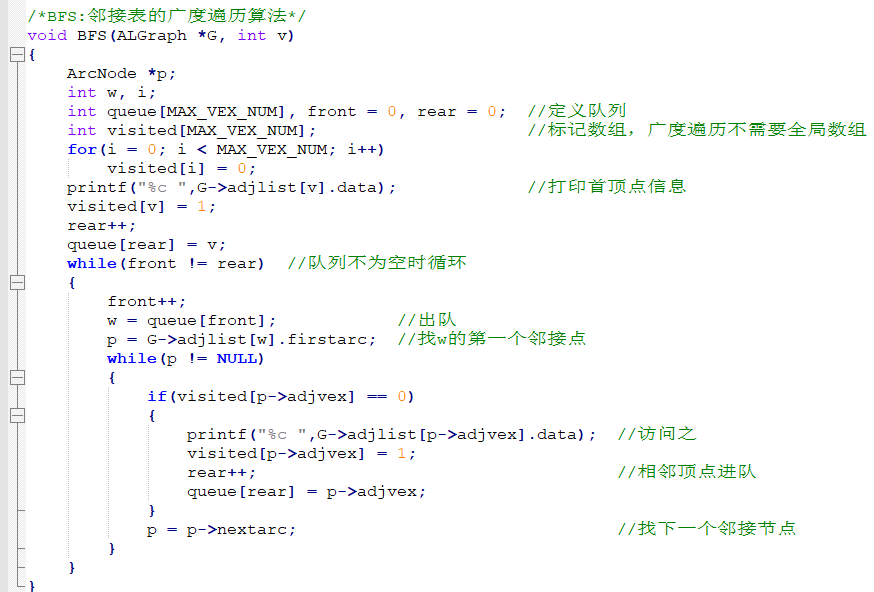 /*BFS:邻接表的广度遍历算法*/
void BFS(ALGraph *G, int v)
{
    ArcNode *p;
    int w, i;
    int queue[MAX_VEX_NUM], front = 0, rear = 0;  //定义队列
    int visited[MAX_VEX_NUM];                     //标记数组，广度遍历不需要全局数组
    for(i = 0; i < MAX_VEX_NUM; i++)
        visited[i] = 0;
    printf("%c ",G->adjlist[v].data);             //打印首顶点信息
    visited[v] = 1;
    rear++;
    queue[rear] = v;
    while(front != rear)  //队列不为空时循环
    {
        front++;
        w = queue[front];            //出队
        p = G->adjlist[w].firstarc;  //找w的第一个邻接点
        while(p != NULL)
        {
            if(visited[p->adjvex] == 0)
            {
                printf("%c ",G->adjlist[p->adjvex].data);  //访问之
                visited[p->adjvex] = 1;
                rear++;                                    //相邻顶点进队
                queue[rear] = p->adjvex;
            }
            p = p->nextarc;                                //找下一个邻接节点
        }
    }
}